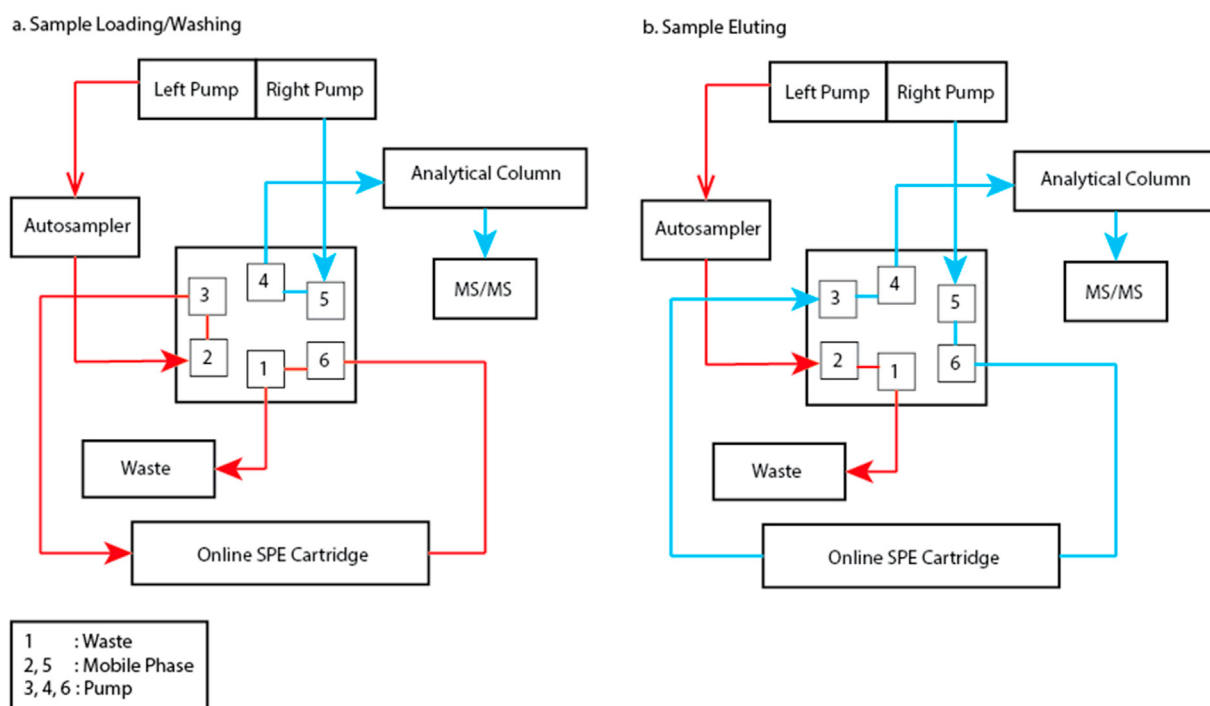 a. Sample Loading/Washing
Left Pump
Right Pump
Analytical Column
Autosampler
MS/MS
3
4
5
2
1
6
Waste
Online SPE Cartridge
1 : Waste
2, 5 : Mobile Phase
3, 4, 6 : Pump
b. Sample Eluting
Left Pump
Right Pump
Analytical Column
Autosampler
MS/MS
3
4
5
2
1
6
Waste
Online SPE Cartridge